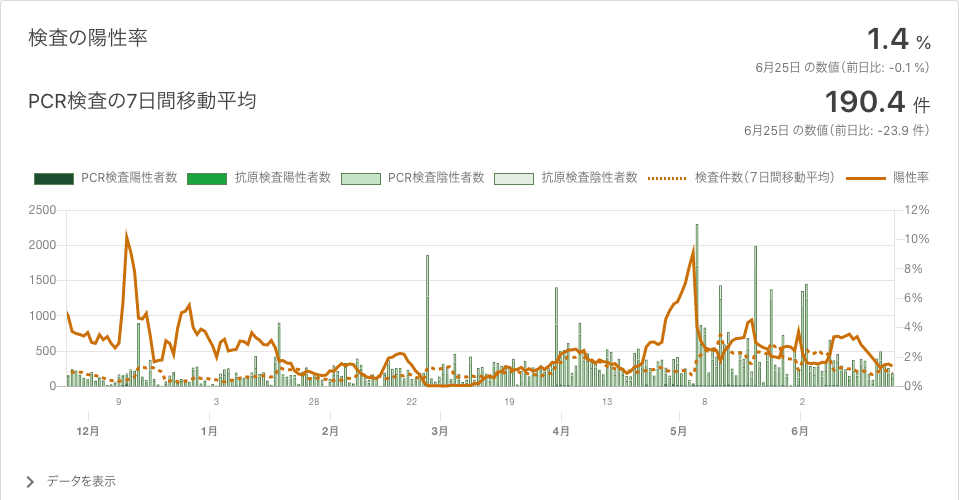 検査の陽性率
1.4 %
6月25日 の数値（前日比: -0.1 %）
PCR検査の7日間移動平均
190.4 件
6月25日 の数値（前日比: -23.9 件）
PCR検査陽性者数 抗原検査陽性者数 PCR検査陰性者数 抗原検査陰性者数 検査件数（7日間移動平均） 陽性率
2500 12%
2000 10%
1500 8%
6%
1000 4%
500 2%
0 0%
9 3 28 22 19 13 8 2
12月 1月 2月 3月 4月 5月 6月
データを表示